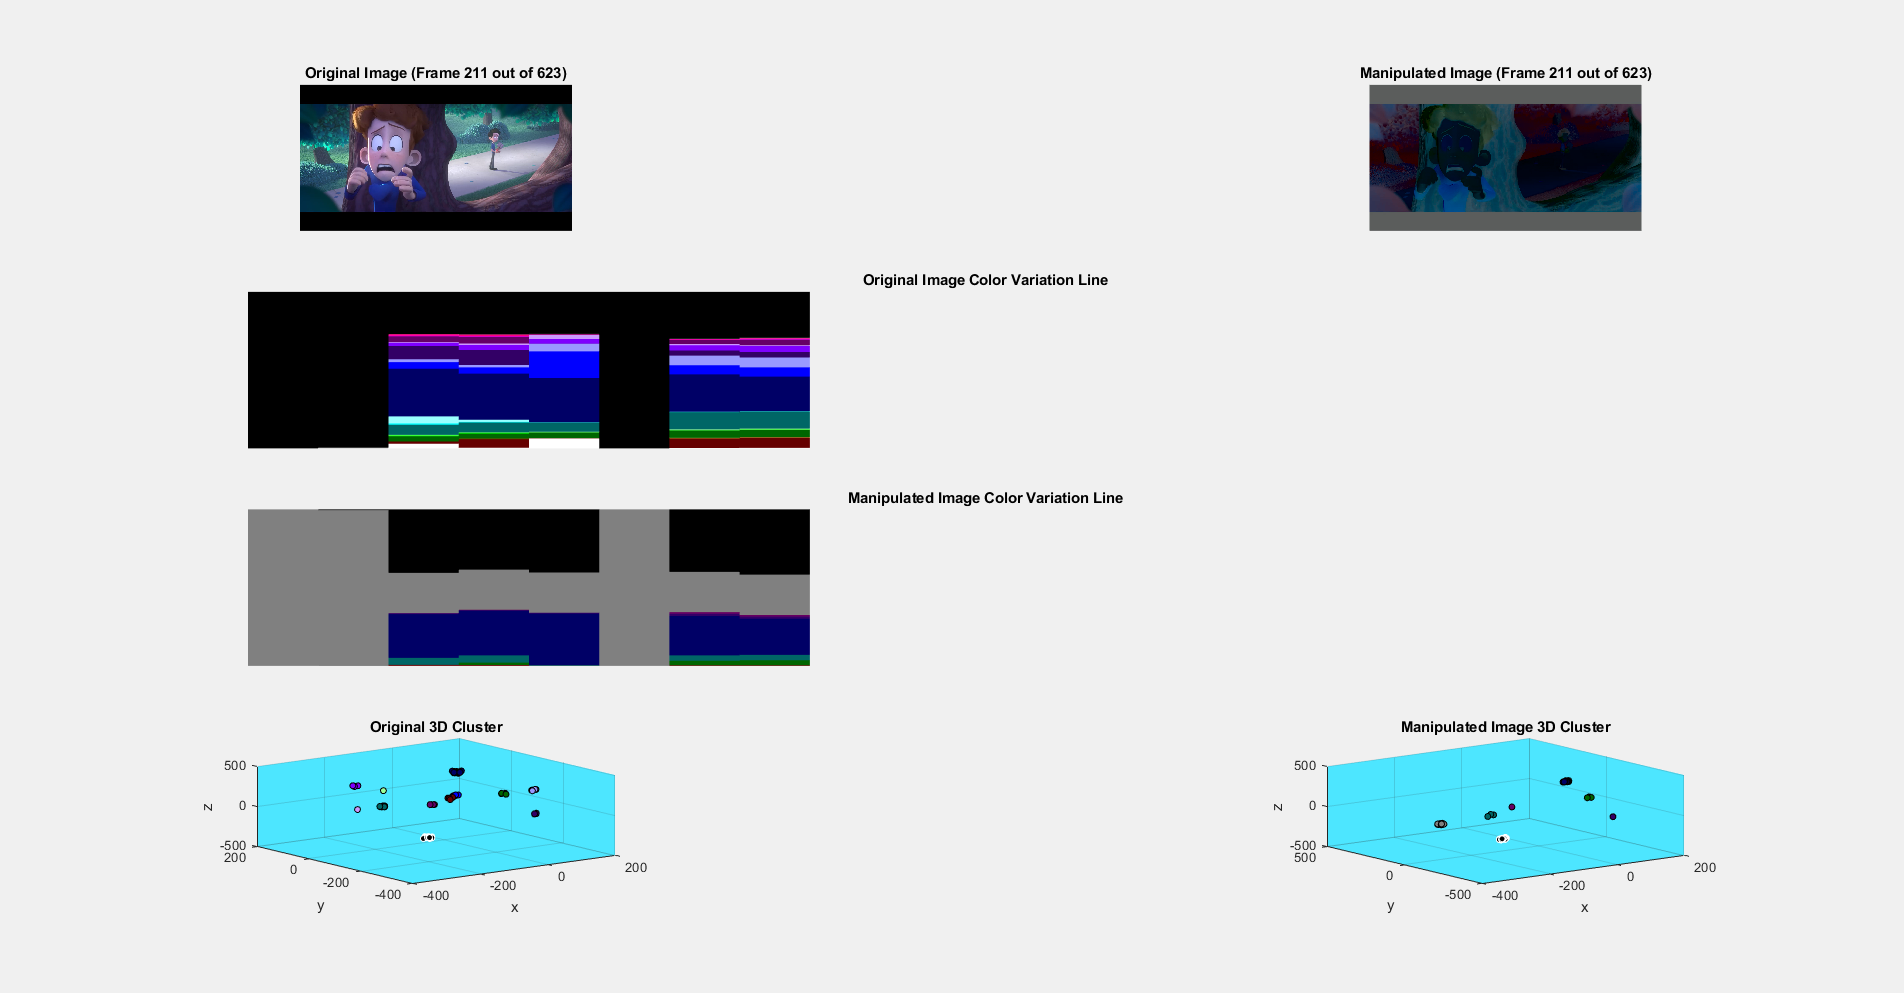 Original Image (Frame 211 out of 623)
Manipulated Image (Frame 211 out of 623)
Original Image Color Variation Line
Manipulated Image Color Variation Line
Original 3D Cluster
500
0
-500
z
200
0
-200
-400
y
-400
-200
0
200
x
Manipulated Image 3D Cluster
500
0
-500
z
500
0
-500
y
-400
-200
0
200
x